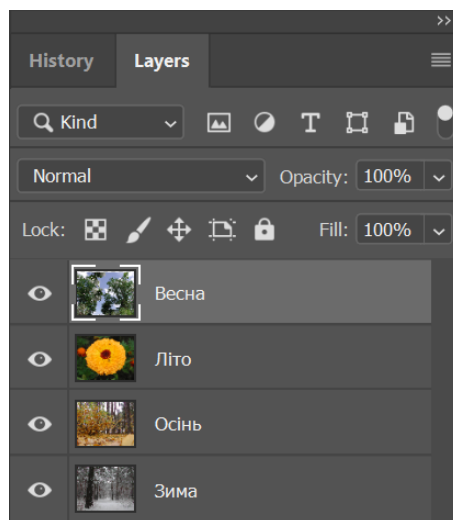 History Layers
Kind
Normal Opacity: 100%
Lock: Fill: 100%
Весна
Літо
Осінь
Зима